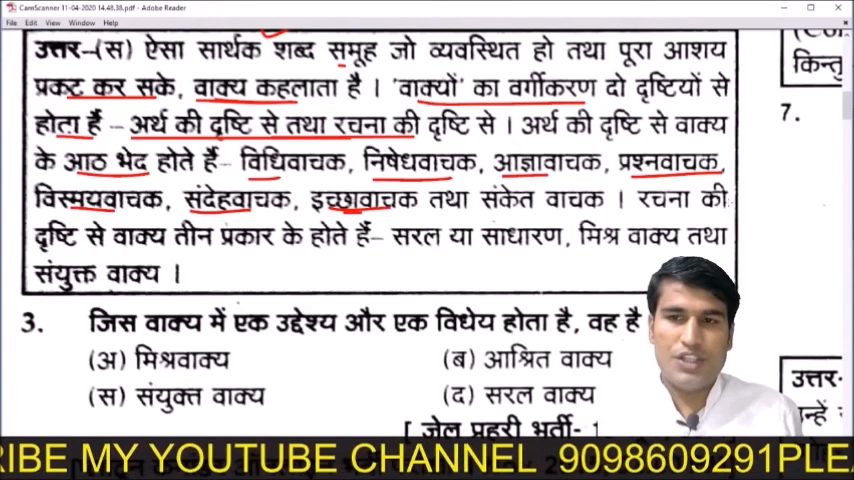 CamScanner 11-04-2020 14.48.38.pdf - Adobe Reader
File Edit View Window Help
उत्तर–(स) ऐसा सार्थक शब्द समूह जो व्यवस्थित हो तथा पूरा आशय
प्रकट कर सके, वाक्य कहलाता है । 'वाक्यों' का वर्गीकरण दो दृष्टियों से
होता हैं – अर्थ की दृष्टि से तथा रचना की दृष्टि से । अर्थ की दृष्टि से वाक्य
के आठ भेद होते हैं– विधिवाचक, निषेधवाचक, आज्ञावाचक, प्रश्नवाचक,
विस्मयवाचक, संदेहवाचक, इच्छावाचक तथा संकेत वाचक । रचना की
दृष्टि से वाक्य तीन प्रकार के होते हैं– सरल या साधारण, मिश्र वाक्य तथा
संयुक्त वाक्य ।
3. जिस वाक्य में एक उद्देश्य और एक विधेय होता है, वह है
(अ) मिश्रवाक्य (ब) आश्रित वाक्य
(स) संयुक्त वाक्य (द) सरल वाक्य
[ जेल प्रहरी भर्ती-
किन्तु
7.
उत्तर-
उन्हें
RIBE MY YOUTUBE CHANNEL 9098609291PLEA